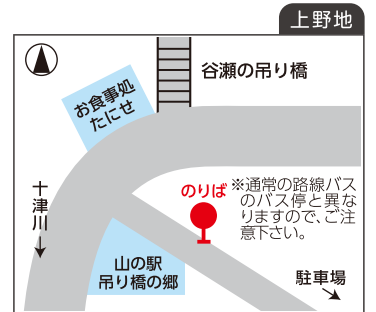 上野地
谷瀬の吊り橋
お食事処
たにせ
のりば
※通常の路線バス
のバス停と異な
りますので、ご注
意下さい。
十津川
山の駅
吊り橋の郷
駐車場